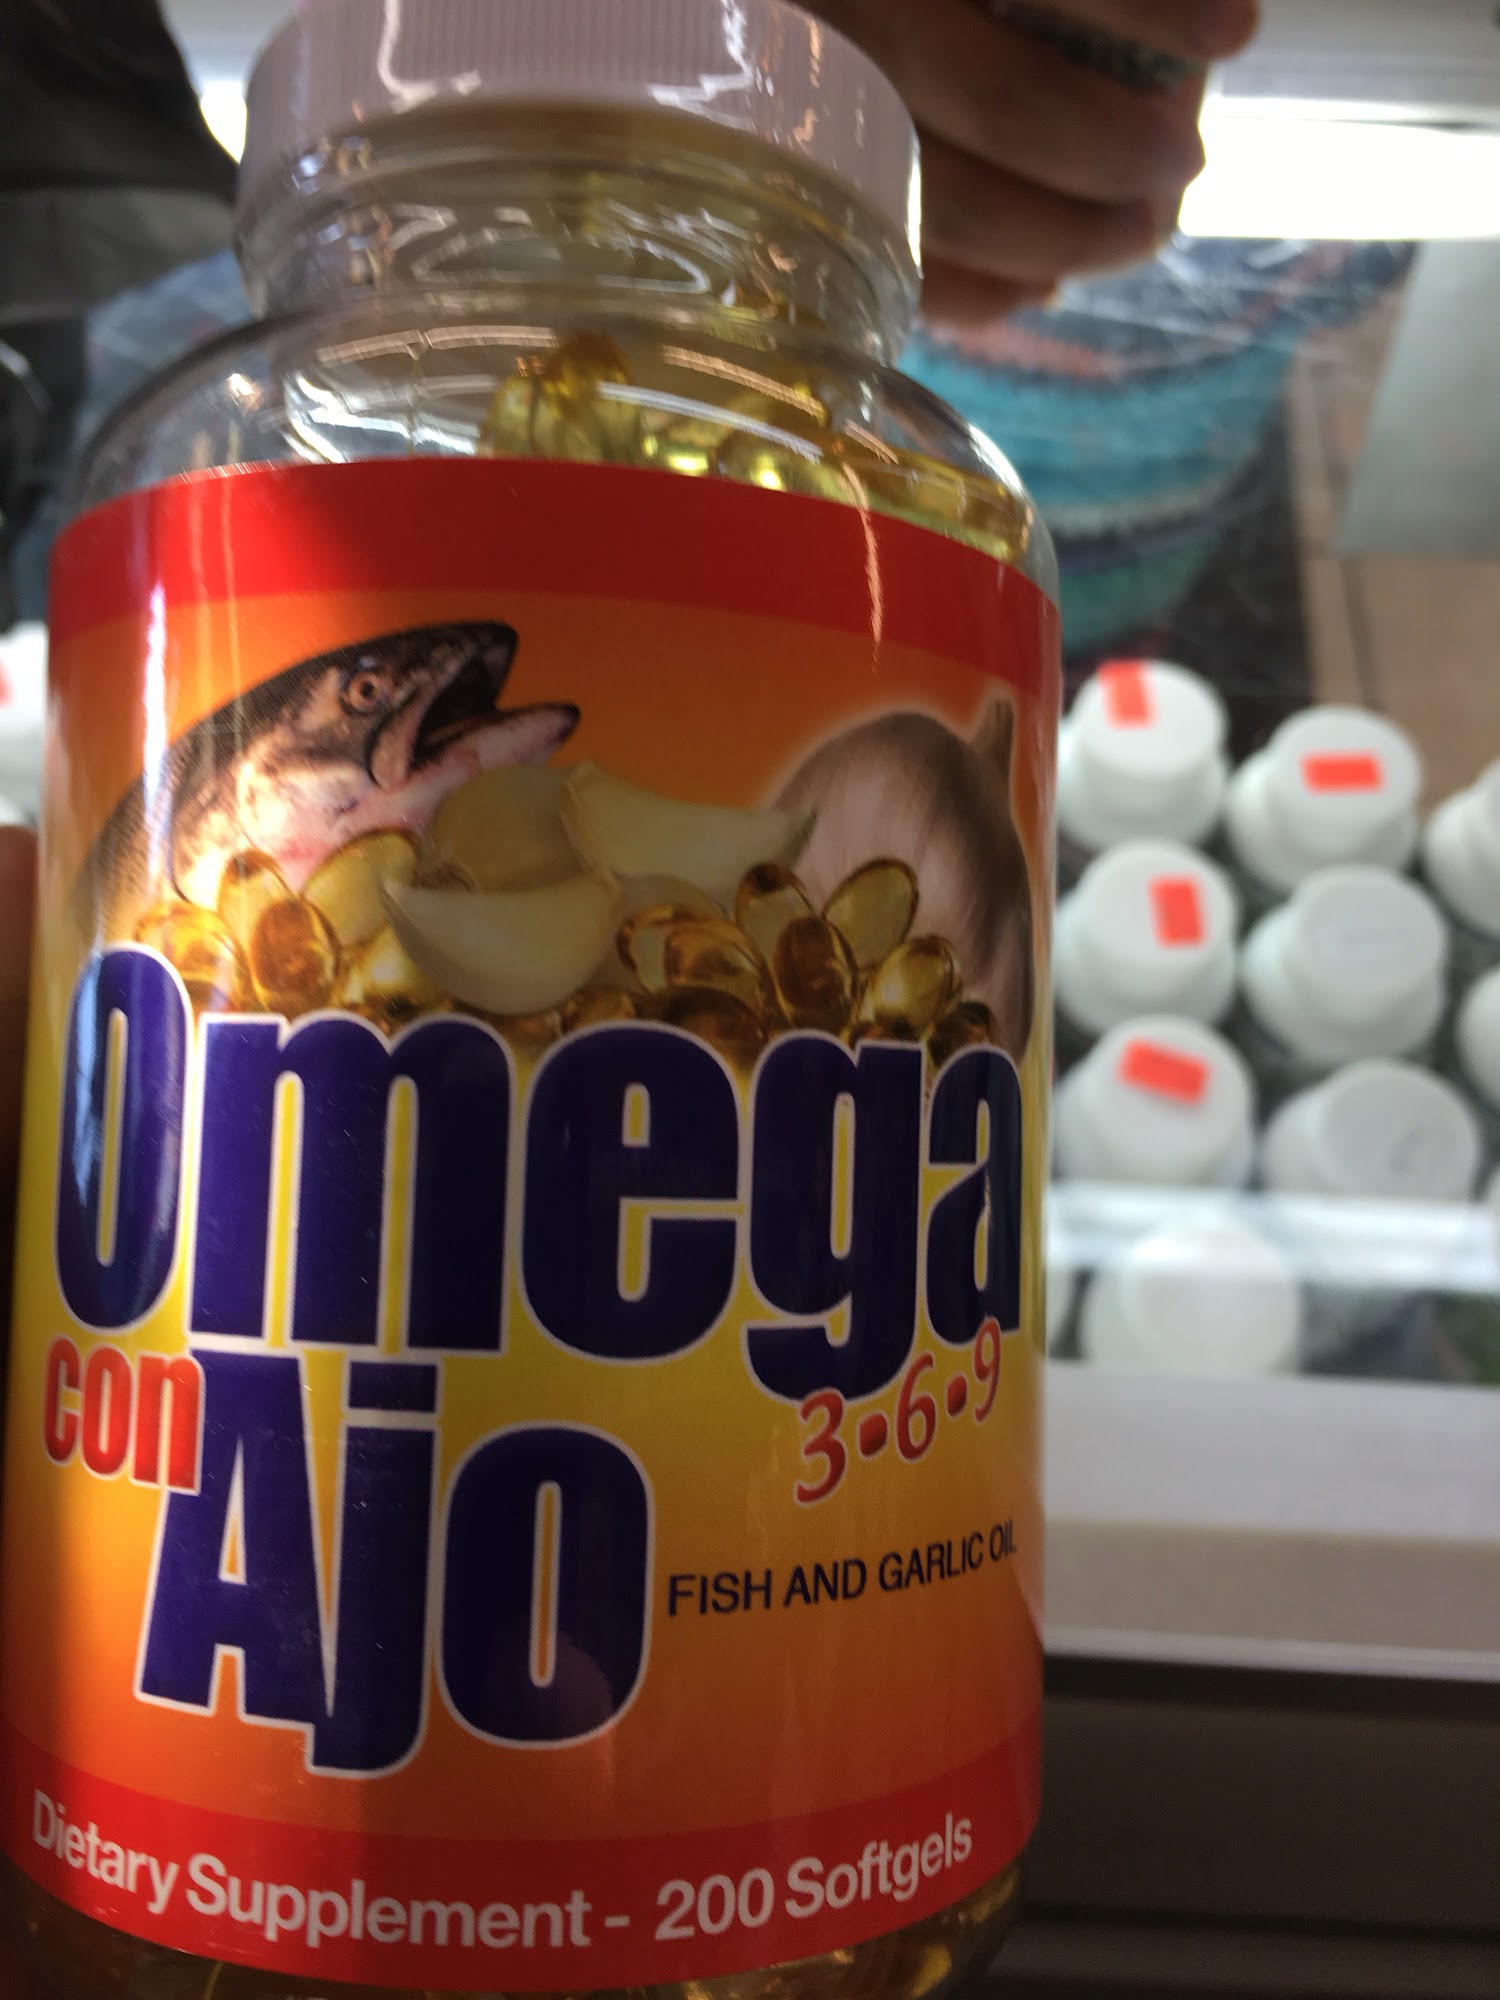 Omega
con Ajo
3•6•9
FISH AND GARLIC OIL
Dietary Supplement - 200 Softgels